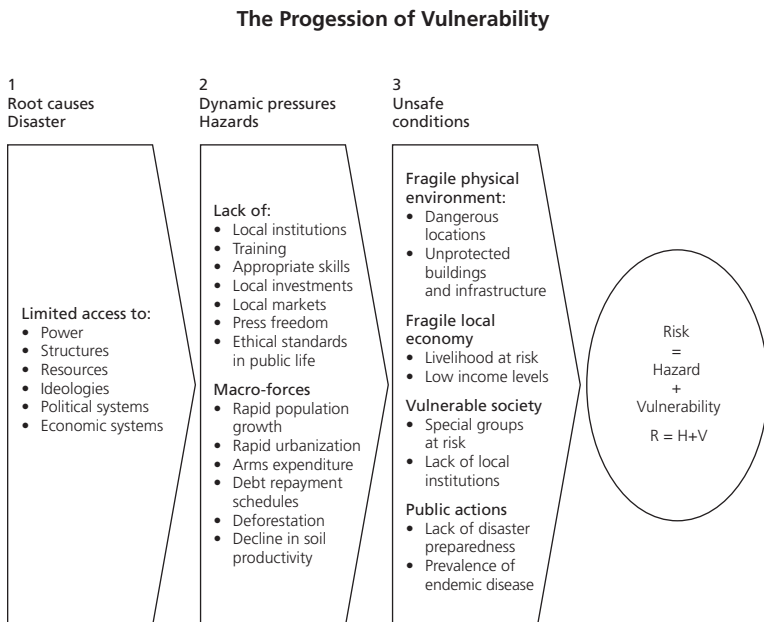 The Progession of Vulnerability
1
Root causes
Disaster
Limited access to:
• Power
• Structures
• Resources
• Ideologies
• Political systems
• Economic systems
2
Dynamic pressures
Hazards
Lack of:
• Local institutions
• Training
• Appropriate skills
• Local investments
• Local markets
• Press freedom
• Ethical standards
in public life
Macro-forces
• Rapid population
growth
• Rapid urbanization
• Arms expenditure
• Debt repayment
schedules
• Deforestation
• Decline in soil
productivity
3
Unsafe
conditions
Fragile physical
environment:
• Dangerous
locations
• Unprotected
buildings
and infrastructure
Fragile local
economy
• Livelihood at risk
• Low income levels
Vulnerable society
• Special groups
at risk
• Lack of local
institutions
Public actions
• Lack of disaster
preparedness
• Prevalence of
endemic disease
Risk
=
Hazard
+
Vulnerability
R = H+V